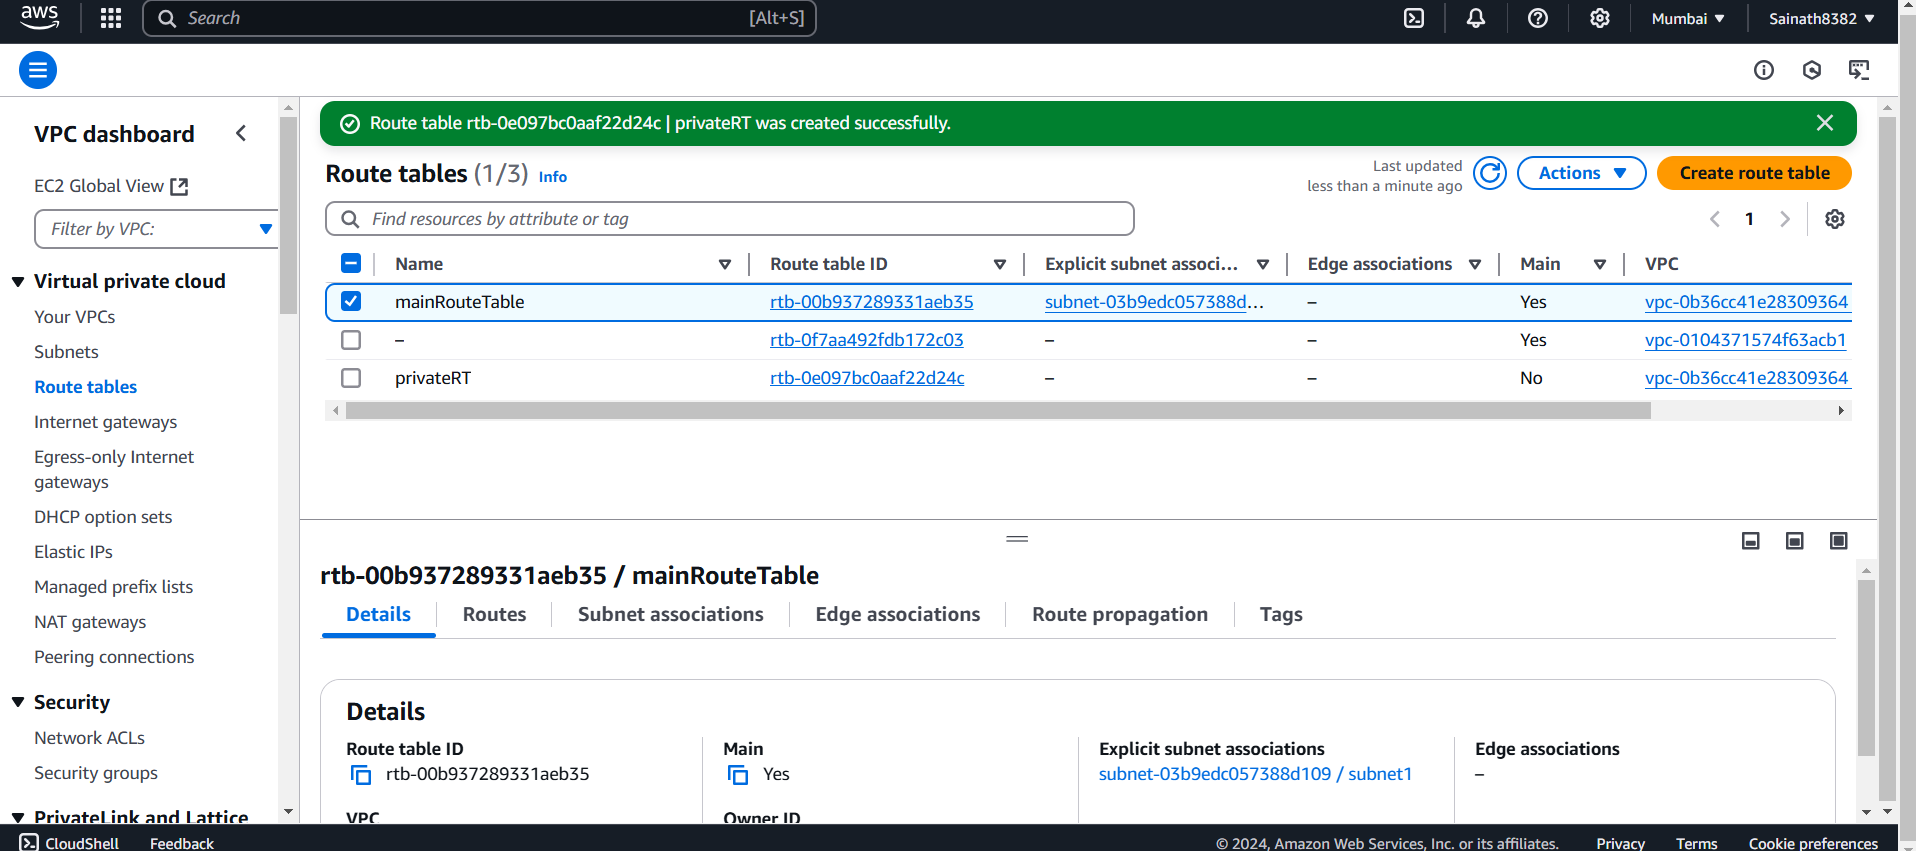 aws Search [Alt+S] Mumbai ▼ Sainath8382 ▼
VPC dashboard
EC2 Global View
Filter by VPC:
Virtual private cloud
Your VPCs
Subnets
Route tables
Internet gateways
Egress-only Internet
gateways
DHCP option sets
Elastic IPs
Managed prefix lists
NAT gateways
Peering connections
Security
Network ACLs
Security groups
PrivateLink and Lattice
Route table rtb-0e097bc0aaf22d24c | privateRT was created successfully.
Route tables (1/3) Info
Last updated
less than a minute ago
Actions
Create route table
Find resources by attribute or tag
1
Name Route table ID Explicit subnet associ... Edge associations Main VPC
mainRouteTable rtb-00b937289331aeb35 subnet-03b9edc057388d... – Yes vpc-0b36cc41e28309364
– rtb-0f7aa492fdb172c03 – – Yes vpc-0104371574f63acb1
privateRT rtb-0e097bc0aaf22d24c – – No vpc-0b36cc41e28309364
rtb-00b937289331aeb35 / mainRouteTable
Details Routes Subnet associations Edge associations Route propagation Tags
Details
Route table ID
rtb-00b937289331aeb35
Main
Yes
Explicit subnet associations
subnet-03b9edc057388d109 / subnet1
Edge associations
–
VPC
Owner ID
CloudShell Feedback © 2024, Amazon Web Services, Inc. or its affiliates. Privacy Terms Cookie preferences